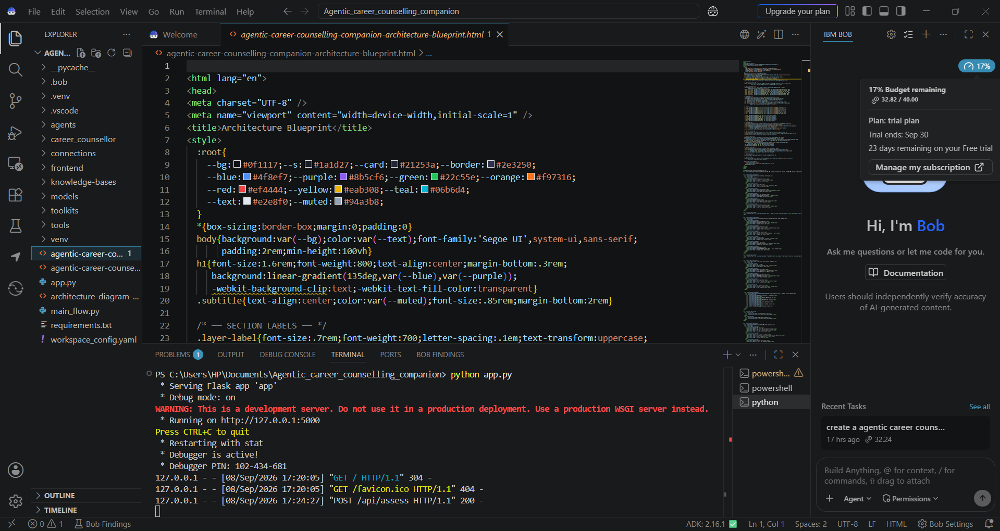 File Edit Selection View Go Run Terminal Help
Agentic_career_counselling_companion
Upgrade your plan
EXPLORER
AGEN...
__pycache__
.bob
.venv
.vscode
agents
career_counsellor
connections
frontend
knowledge-bases
models
toolkits
tools
venv
agentic-career-co... 1
agentic-career-counse...
app.py
architecture-diagram-...
main_flow.py
requirements.txt
workspace_config.yaml
OUTLINE
TIMELINE
Welcome
agentic-career-counselling-companion-architecture-blueprint.html 1
agentic-career-counselling-companion-architecture-blueprint.html > ...
1
2 <html lang="en">
3 <head>
4 <meta charset="UTF-8" />
5 <meta name="viewport" content="width=device-width,initial-scale=1" />
6 <title>Architecture Blueprint</title>
7 <style>
8 :root{
9 --bg:#0f1117;--s:#1a1d27;--card:#21253a;--border:#2e3250;
10 --blue:#4f8ef7;--purple:#8b5cf6;--green:#22c55e;--orange:#f97316;
11 --red:#ef4444;--yellow:#eab308;--teal:#06b6d4;
12 --text:#e2e8f0;--muted:#94a3b8;
13 }
14 *{box-sizing:border-box;margin:0;padding:0}
15 body{background:var(--bg);color:var(--text);font-family:'Segoe UI',system-ui,sans-serif;
16 padding:2rem;min-height:100vh}
17 h1{font-size:1.6rem;font-weight:800;text-align:center;margin-bottom:.3rem;
18 background:linear-gradient(135deg,var(--blue),var(--purple));
19 -webkit-background-clip:text;-webkit-text-fill-color:transparent}
20 .subtitle{text-align:center;color:var(--muted);font-size:.85rem;margin-bottom:2rem}
21
22 /* — SECTION LABELS — */
23 .layer-label{font-size:.7rem;font-weight:700;letter-spacing:.1em;text-transform:uppercase;
PROBLEMS 1 OUTPUT DEBUG CONSOLE TERMINAL PORTS BOB FINDINGS
PS C:\Users\HP\Documents\Agentic_career_counselling_companion> python app.py
* Serving Flask app 'app'
* Debug mode: on
WARNING: This is a development server. Do not use it in a production deployment. Use a production WSGI server instead.
* Running on http://127.0.0.1:5000
Press CTRL+C to quit
* Restarting with stat
* Debugger is active!
* Debugger PIN: 102-434-681
127.0.0.1 - - [08/Sep/2026 17:20:05] "GET / HTTP/1.1" 304 -
127.0.0.1 - - [08/Sep/2026 17:20:05] "GET /favicon.ico HTTP/1.1" 404 -
127.0.0.1 - - [08/Sep/2026 17:24:27] "POST /api/assess HTTP/1.1" 200 -
powersh...
powershell
python
IBM BOB
17%
17% Budget remaining
32.82 / 40.00
Plan: trial plan
Trial ends: Sep 30
23 days remaining on your Free trial
Manage my subscription
Hi, I'm Bob
Ask me questions or let me code for you.
Documentation
Users should independently verify accuracy
of AI-generated content.
Recent Tasks See all
create a agentic career couns...
17 hrs ago 32.24
Build Anything, @ for context, / for
commands, ⇧ drag to attach
Agent Permissions
0 1 Bob Findings
ADK: 2.16.1 Ln 1, Col 1 Spaces: 2 UTF-8 LF HTML Bob Settings